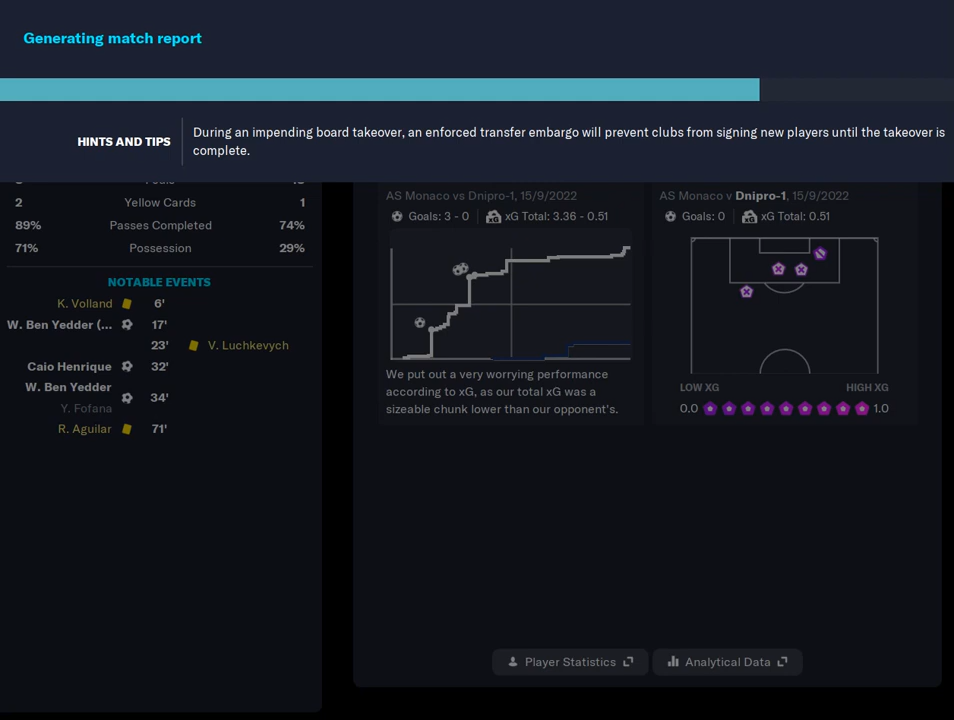 Generating match report
HINTS AND TIPS
During an impending board takeover, an enforced transfer embargo will prevent clubs from signing new players until the takeover is
complete.
2 Yellow Cards 1
89% Passes Completed 74%
71% Possession 29%
NOTABLE EVENTS
K. Volland 6'
W. Ben Yedder (... 17'
23' V. Luchkevych
Caio Henrique 32'
W. Ben Yedder
34'
Y. Fofana
R. Aguilar 71'
AS Monaco vs Dnipro-1, 15/9/2022
Goals: 3 - 0 xG Total: 3.36 - 0.51
We put out a very worrying performance
according to xG, as our total xG was a
sizeable chunk lower than our opponent's.
AS Monaco v Dnipro-1, 15/9/2022
Goals: 0 xG Total: 0.51
LOW XG HIGH XG
0.0 1.0
Player Statistics
Analytical Data